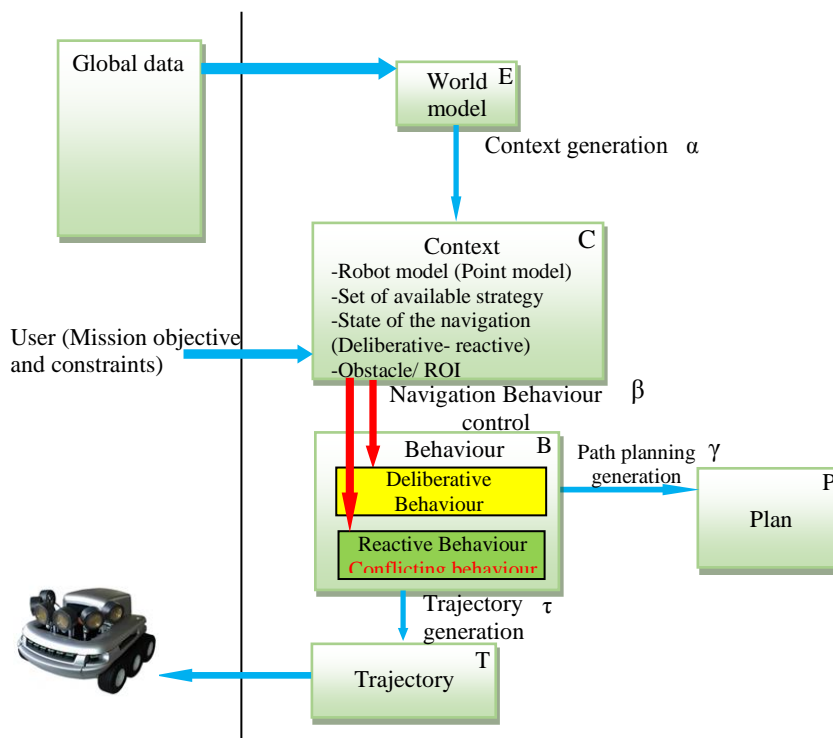 Global data
World E
model
Context generation α
Context C
-Robot model (Point model)
-Set of available strategy
-State of the navigation
(Deliberative- reactive)
-Obstacle/ ROI
User (Mission objective
and constraints)
Navigation Behaviour β
control
Behaviour B
Deliberative
Behaviour
Reactive Behaviour
Conflicting behaviour
Path planning γ
generation
P
Plan
Trajectory τ
generation
T
Trajectory